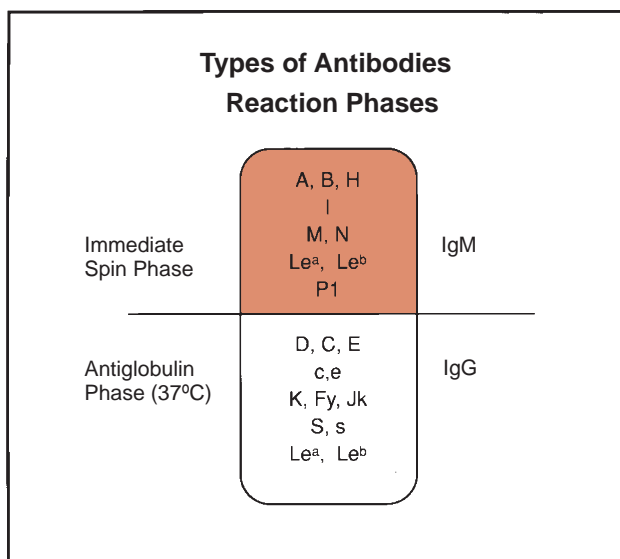 Types of Antibodies
Reaction Phases
A, B, H
I
M, N
Leᵃ, Leᵇ
P1
Immediate
Spin Phase
IgM
D, C, E
c,e
K, Fy, Jk
S, s
Leᵃ, Leᵇ
Antiglobulin
Phase (37ºC)
IgG